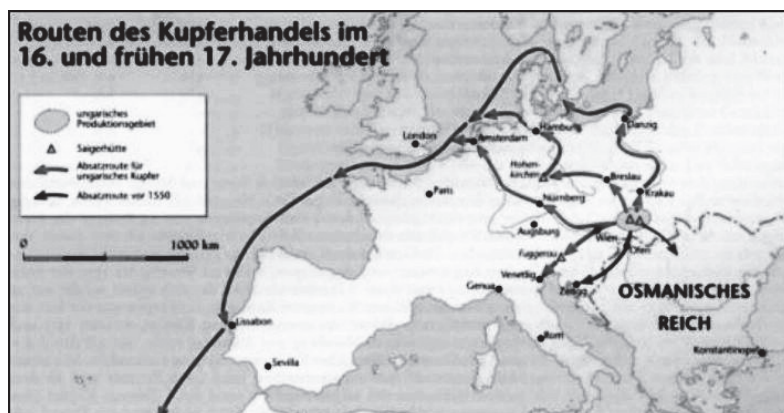 Routen des Kupferhandels im
16. und frühen 17. Jahrhundert
ungarisches
Produktionsgebiet
Saigerhütte
Absatzroute für
ungarisches Kupfer
Absatzroute vor 1550
0 1000 km
London
Amsterdam
Hamburg
Danzig
Hohen-
kirchen
Breslau
Krakau
Paris
Nürnberg
Augsburg
Wien
Ofen
Fuggerau
Venedig
Zengg
Genua
OSMANISCHES
REICH
Lissabon
Rom
Konstantinopel
Sevilla